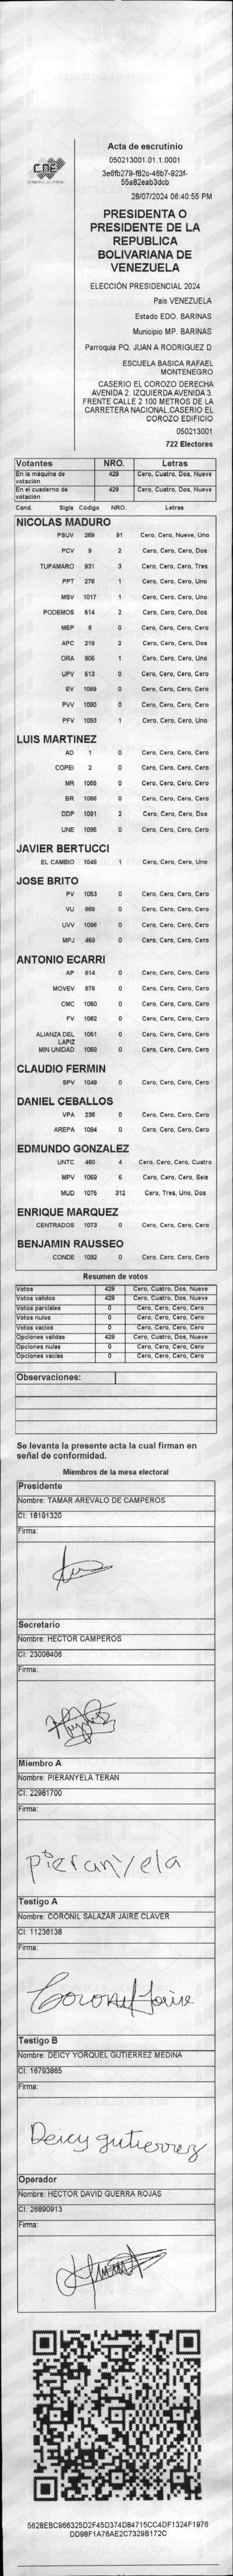 CNE
Acta de escrutinio
050213001.01.1.0001
3e6fb279-f82c-46b7-923f-
55a82eab3dcb
28/07/2024 06:40:55 PM
PRESIDENTA O
PRESIDENTE DE LA
REPUBLICA
BOLIVARIANA DE
VENEZUELA
ELECCIÓN PRESIDENCIAL 2024
País VENEZUELA
Estado EDO. BARINAS
Municipio MP. BARINAS
Parroquia PQ. JUAN A RODRIGUEZ D
ESCUELA BASICA RAFAEL
MONTENEGRO
CASERIO EL COROZO DERECHA
AVENIDA 2. IZQUIERDA AVENIDA 3.
FRENTE CALLE 2 100 METROS DE LA
CARRETERA NACIONAL,CASERIO EL
COROZO EDIFICIO
050213001
722 Electores
Votantes NRO. Letras
En la máquina de votación 429 Cero, Cuatro, Dos, Nueve
En el cuaderno de votación 429 Cero, Cuatro, Dos, Nueve
Cand. Sigla Código NRO. Letras
NICOLAS MADURO
PSUV 269 91 Cero, Cero, Nueve, Uno
PCV 9 2 Cero, Cero, Cero, Dos
TUPAMARO 931 3 Cero, Cero, Cero, Tres
PPT 276 1 Cero, Cero, Cero, Uno
MSV 1017 1 Cero, Cero, Cero, Uno
PODEMOS 514 2 Cero, Cero, Cero, Dos
MEP 6 0 Cero, Cero, Cero, Cero
APC 219 2 Cero, Cero, Cero, Dos
ORA 906 1 Cero, Cero, Cero, Uno
UPV 513 0 Cero, Cero, Cero, Cero
EV 1089 0 Cero, Cero, Cero, Cero
PVV 1090 0 Cero, Cero, Cero, Cero
PFV 1093 1 Cero, Cero, Cero, Uno
LUIS MARTINEZ
AD 1 0 Cero, Cero, Cero, Cero
COPEI 2 0 Cero, Cero, Cero, Cero
MR 1065 0 Cero, Cero, Cero, Cero
BR 1066 0 Cero, Cero, Cero, Cero
DDP 1091 2 Cero, Cero, Cero, Dos
UNE 1095 0 Cero, Cero, Cero, Cero
JAVIER BERTUCCI
EL CAMBIO 1048 1 Cero, Cero, Cero, Uno
JOSE BRITO
PV 1053 0 Cero, Cero, Cero, Cero
VU 868 0 Cero, Cero, Cero, Cero
UVV 1096 0 Cero, Cero, Cero, Cero
MPJ 458 0 Cero, Cero, Cero, Cero
ANTONIO ECARRI
AP 814 0 Cero, Cero, Cero, Cero
MOVEV 878 0 Cero, Cero, Cero, Cero
CMC 1050 0 Cero, Cero, Cero, Cero
FV 1062 0 Cero, Cero, Cero, Cero
ALIANZA DEL LAPIZ 1051 0 Cero, Cero, Cero, Cero
MIN UNIDAD 1068 0 Cero, Cero, Cero, Cero
CLAUDIO FERMIN
SPV 1049 0 Cero, Cero, Cero, Cero
DANIEL CEBALLOS
VPA 236 0 Cero, Cero, Cero, Cero
AREPA 1094 0 Cero, Cero, Cero, Cero
EDMUNDO GONZALEZ
UNTC 460 4 Cero, Cero, Cero, Cuatro
MPV 1069 6 Cero, Cero, Cero, Seis
MUD 1075 312 Cero, Tres, Uno, Dos
ENRIQUE MARQUEZ
CENTRADOS 1073 0 Cero, Cero, Cero, Cero
BENJAMIN RAUSSEO
CONDE 1092 0 Cero, Cero, Cero, Cero
Resumen de votos
Votos 429 Cero, Cuatro, Dos, Nueve
Votos validos 429 Cero, Cuatro, Dos, Nueve
Votos parciales 0 Cero, Cero, Cero, Cero
Votos nulos 0 Cero, Cero, Cero, Cero
Votos vacios 0 Cero, Cero, Cero, Cero
Opciones validas 429 Cero, Cuatro, Dos, Nueve
Opciones nulas 0 Cero, Cero, Cero, Cero
Opciones vacias 0 Cero, Cero, Cero, Cero
Observaciones:
Se levanta la presente acta la cual firman en
señal de conformidad.
Miembros de la mesa electoral
Presidente
Nombre: TAMAR AREVALO DE CAMPEROS
CI: 18191320
Firma:
Secretario
Nombre: HECTOR CAMPEROS
CI: 23008406
Firma:
Miembro A
Nombre: PIERANYELA TERAN
CI: 22981700
Firma:
Pieranyela
Testigo A
Nombre: CORONIL SALAZAR JAIRE CLAVER
CI: 11236138
Firma:
Coronil Jaire
Testigo B
Nombre: DEICY YORQUEL GUTIERREZ MEDINA
CI: 16793865
Firma:
Deicy gutierrez
Operador
Nombre: HECTOR DAVID GUERRA ROJAS
CI: 26890913
Firma:
5628EBC966325D2F45D374D84715CC4DF1324F1976
DD98F1A76AE2C7329B172C